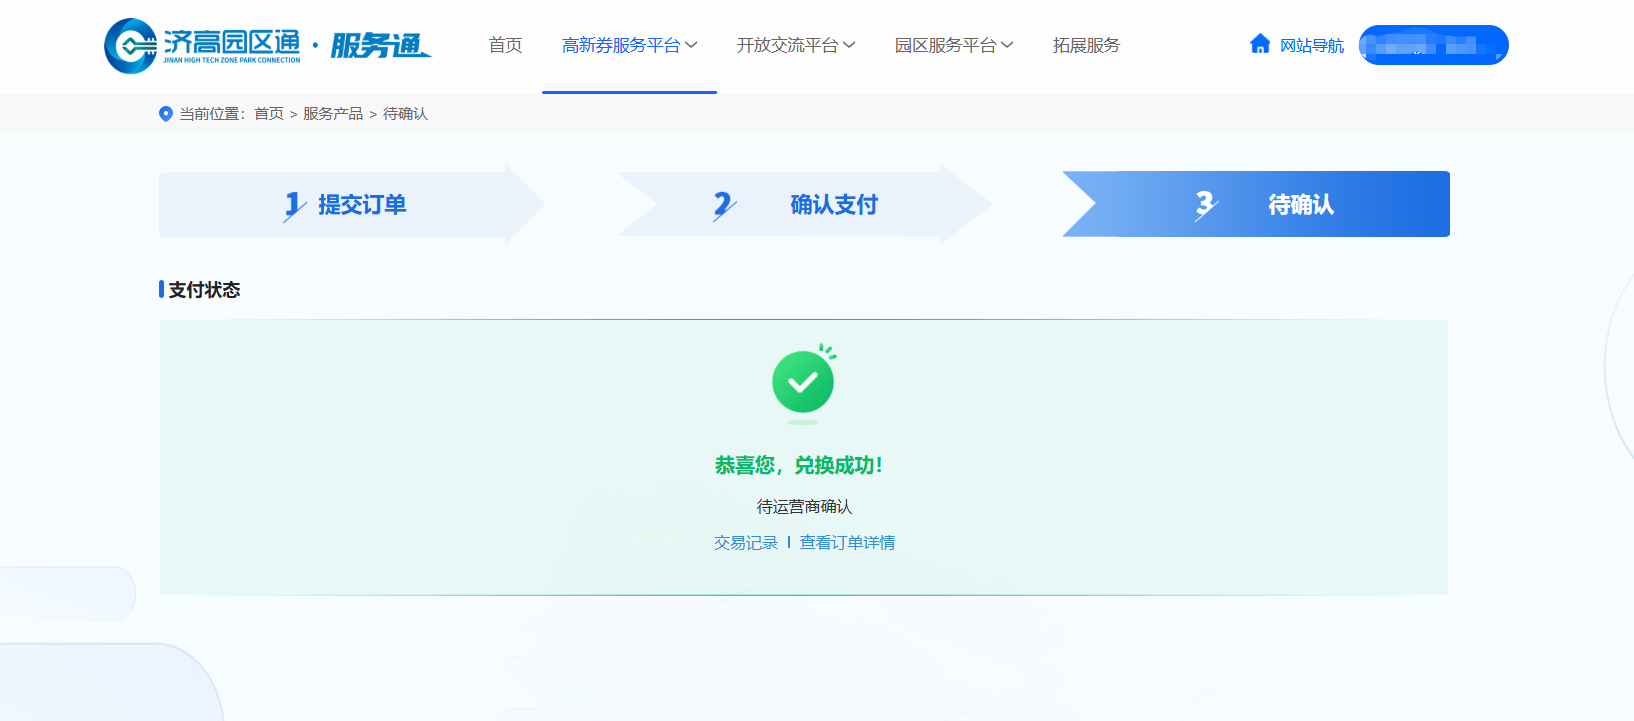 济高园区通·服务通
JINAN HIGH TECH ZONE PARK CONNECTION
首页
高新券服务平台
开放交流平台
园区服务平台
拓展服务
网站导航
当前位置：首页 > 服务产品 > 待确认
1 提交订单
2 确认支付
3 待确认
支付状态
恭喜您，兑换成功！
待运营商确认
交易记录 | 查看订单详情